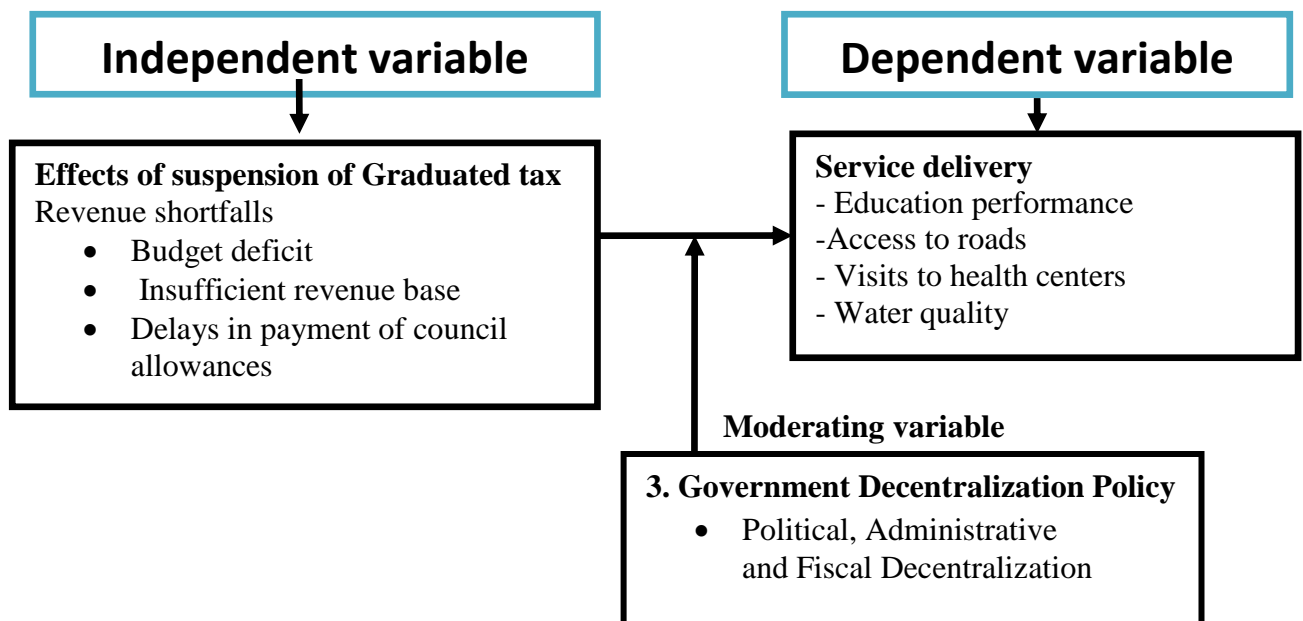 Independent variable
Dependent variable
Effects of suspension of Graduated tax
Revenue shortfalls
• Budget deficit
• Insufficient revenue base
• Delays in payment of council
allowances
Service delivery
- Education performance
-Access to roads
- Visits to health centers
- Water quality
Moderating variable
3. Government Decentralization Policy
• Political, Administrative
and Fiscal Decentralization